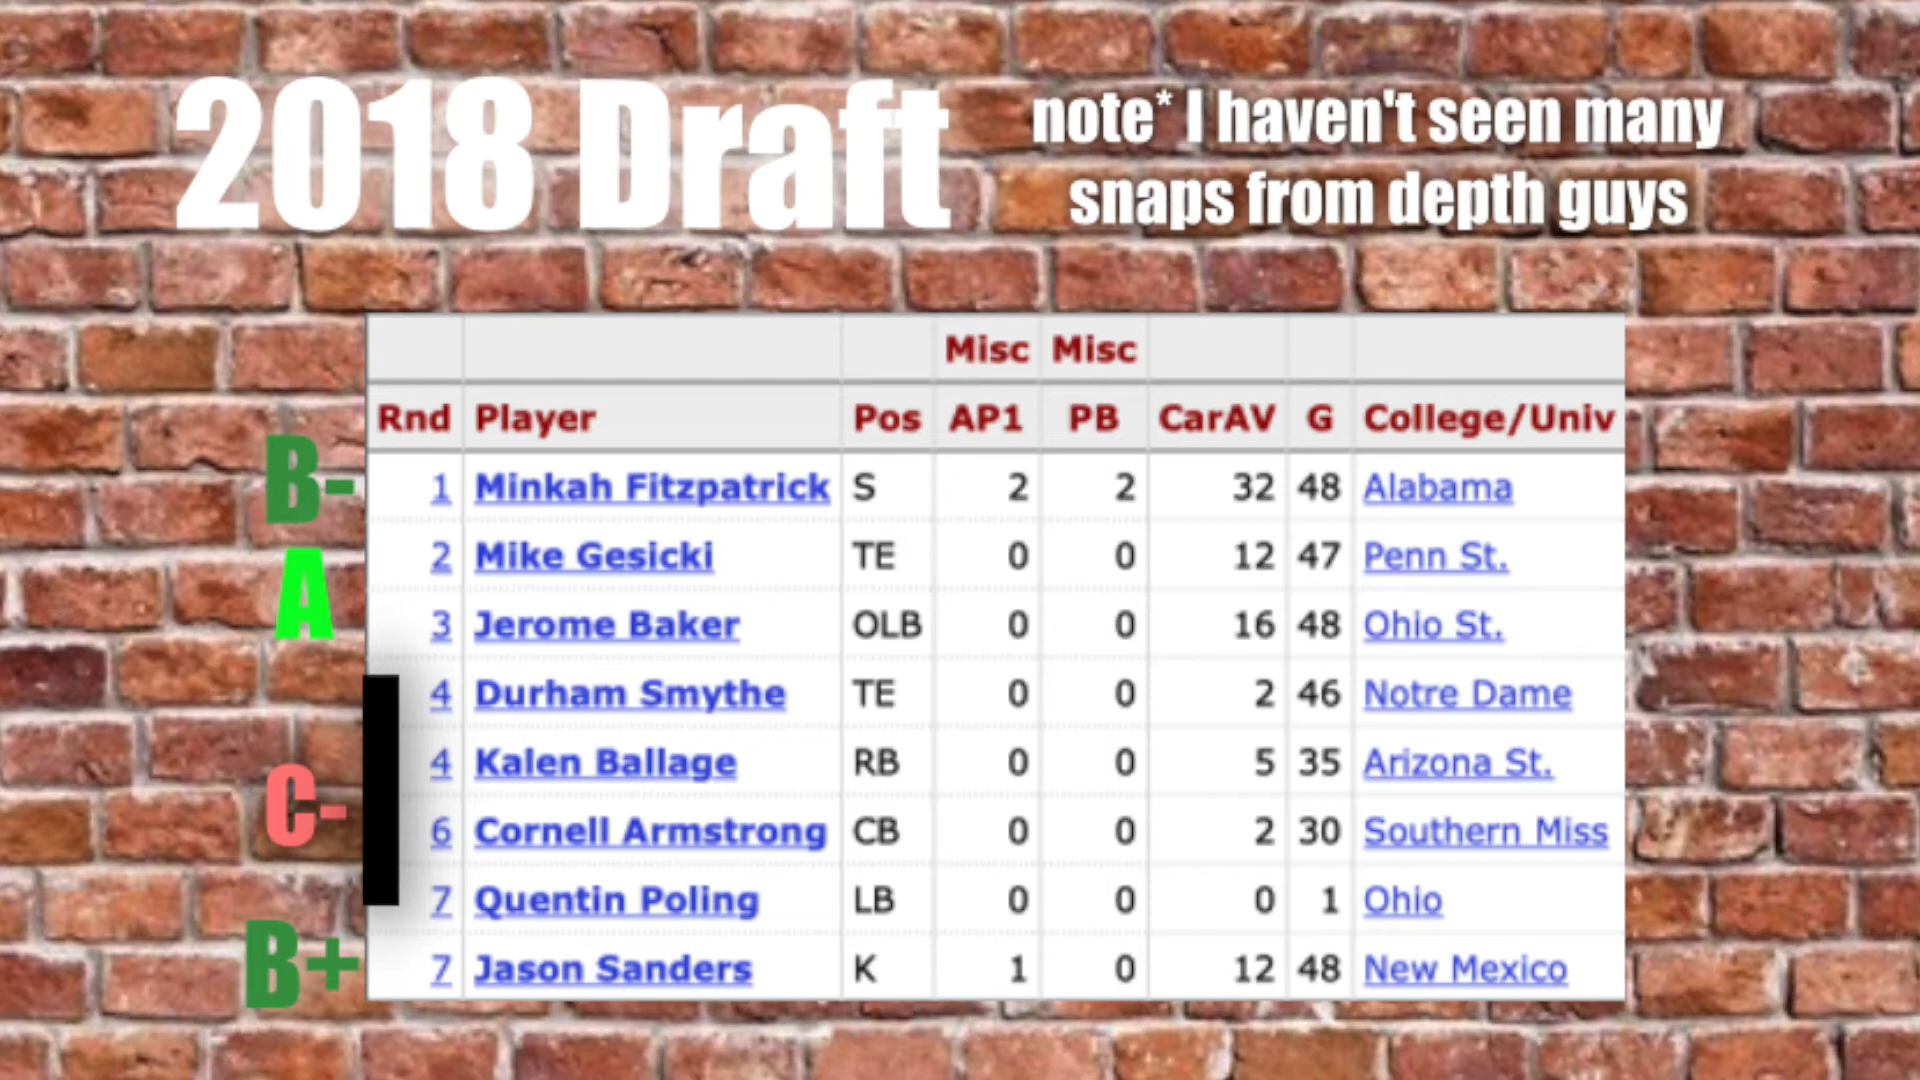 2018 Draft
note* I haven't seen many
snaps from depth guys
Misc Misc
Rnd Player Pos AP1 PB CarAV G College/Univ
B- 1 Minkah Fitzpatrick S 2 2 32 48 Alabama
A 2 Mike Gesicki TE 0 0 12 47 Penn St.
3 Jerome Baker OLB 0 0 16 48 Ohio St.
4 Durham Smythe TE 0 0 2 46 Notre Dame
C- 4 Kalen Ballage RB 0 0 5 35 Arizona St.
6 Cornell Armstrong CB 0 0 2 30 Southern Miss
7 Quentin Poling LB 0 0 0 1 Ohio
B+ 7 Jason Sanders K 1 0 12 48 New Mexico